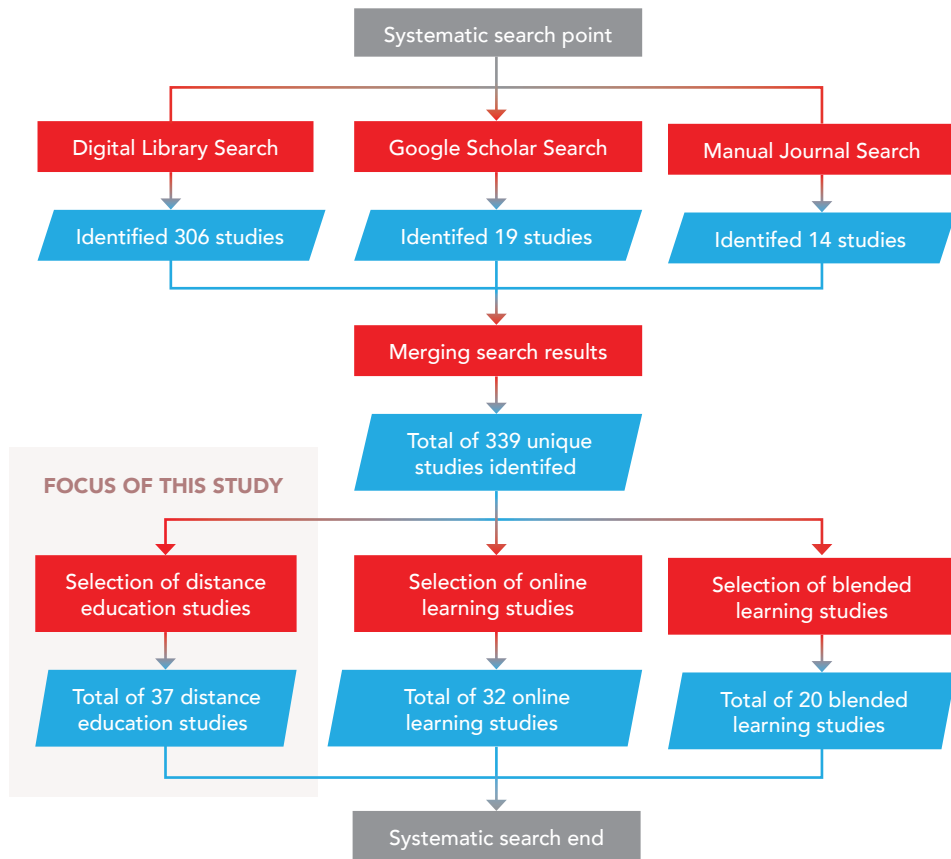 Systematic search point
Digital Library Search
Google Scholar Search
Manual Journal Search
Identified 306 studies
Identifed 19 studies
Identifed 14 studies
Merging search results
Total of 339 unique
studies identifed
FOCUS OF THIS STUDY
Selection of distance
education studies
Selection of online
learning studies
Selection of blended
learning studies
Total of 37 distance
education studies
Total of 32 online
learning studies
Total of 20 blended
learning studies
Systematic search end